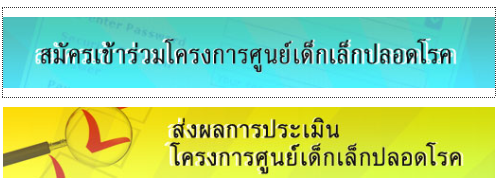 Enter Password
สมัครเข้าร่วมโครงการศูนย์เด็กเล็กปลอดโรค
ส่งผลการประเมิน
โครงการศูนย์เด็กเล็กปลอดโรค